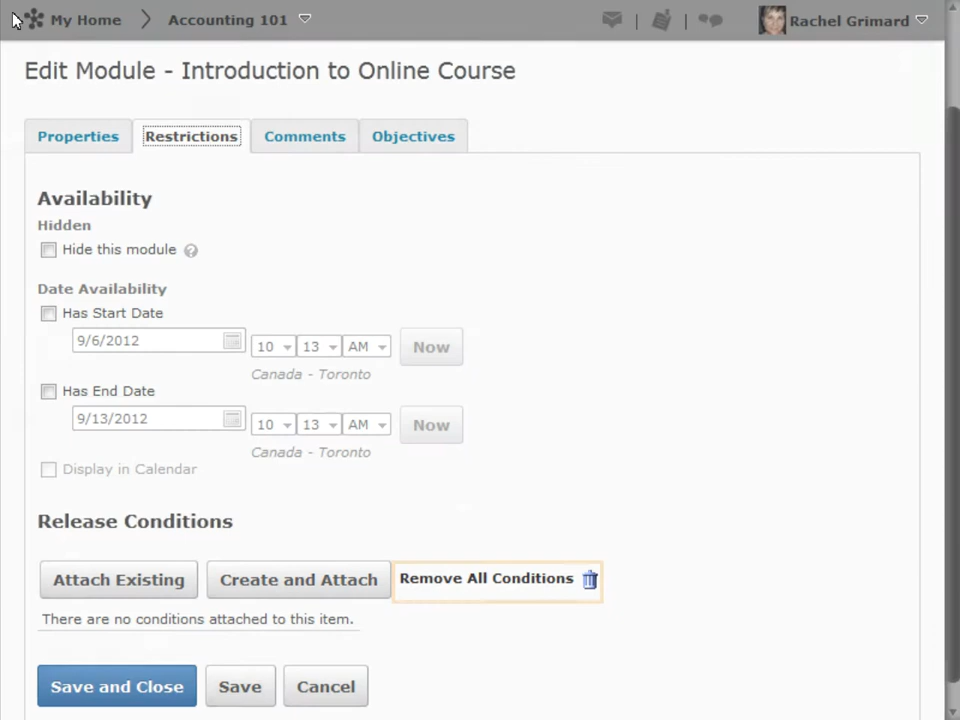 My Home Accounting 101 | | Rachel Grimard
Edit Module - Introduction to Online Course
Properties Restrictions Comments Objectives
Availability
Hidden
Hide this module ?
Date Availability
Has Start Date
9/6/2012 10 13 AM Now
Canada - Toronto
Has End Date
9/13/2012 10 13 AM Now
Canada - Toronto
Display in Calendar
Release Conditions
Attach Existing Create and Attach Remove All Conditions
There are no conditions attached to this item.
Save and Close Save Cancel